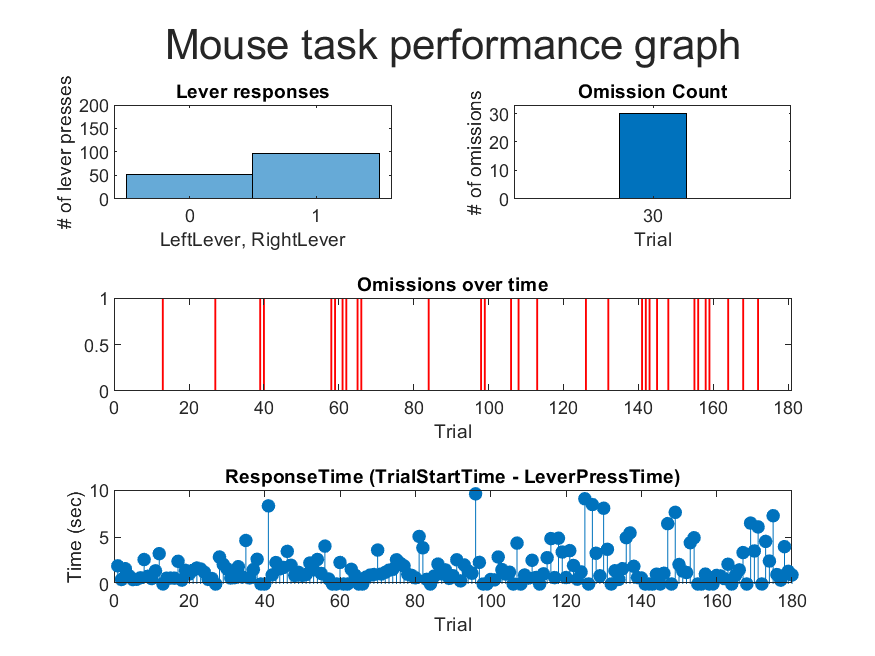 Mouse task performance graph
Lever responses
Omission Count
# of lever presses
200
150
100
50
0
0 1
LeftLever, RightLever
# of omissions
30
20
10
0
30
Trial
Omissions over time
1
0.5
0
0 20 40 60 80 100 120 140 160 180
Trial
ResponseTime (TrialStartTime - LeverPressTime)
Time (sec)
10
5
0
0 20 40 60 80 100 120 140 160 180
Trial